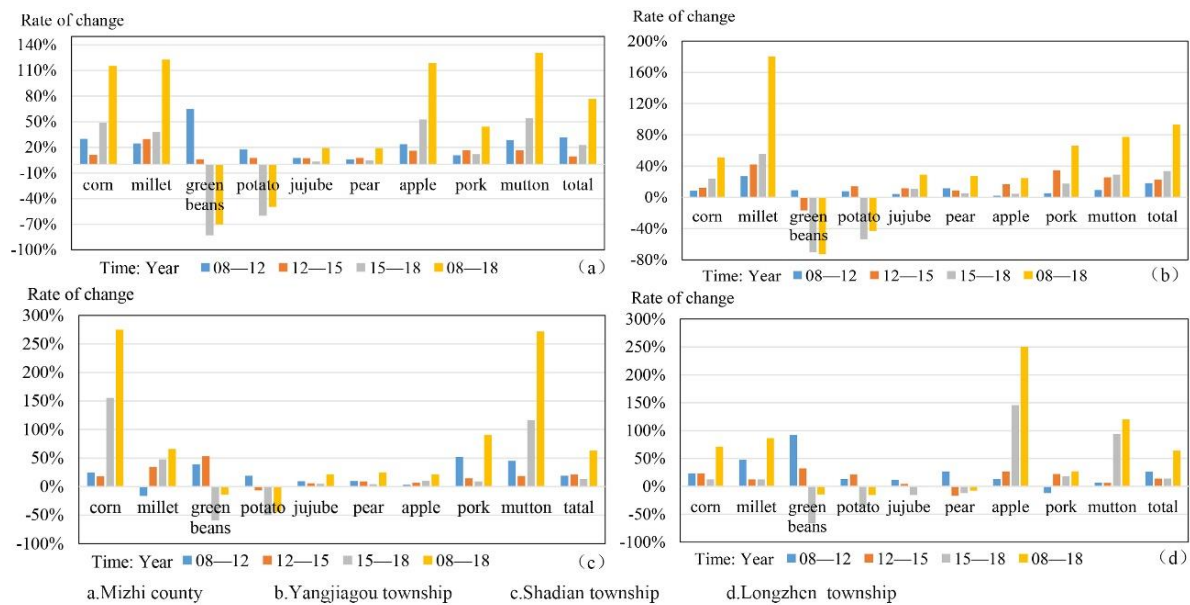 Rate of change
140%
110%
80%
50%
20%
-10%
-40%
-70%
-100%
corn millet green beans potato jujube pear apple pork mutton total
Time: Year 08—12 12—15 15—18 08—18 (a)
Rate of change
200%
160%
120%
80%
40%
0%
-40%
-80%
corn millet green beans potato jujube pear apple pork mutton total
Time: Year 08—12 12—15 15—18 08—18 (b)
Rate of change
300%
250%
200%
150%
100%
50%
0%
-50%
-100%
corn millet green beans potato jujube pear apple pork mutton tatal
Time: Year 08—12 12—15 15—18 08—18 (c)
Rate of change
300%
250%
200%
150%
100%
50%
0%
-50%
-100%
corn millet green beans potato jujube pear apple pork mutton total
Time: Year 08—12 12—15 15—18 08—18 (d)
a.Mizhi county b.Yangjiagou township c.Shadian township d.Longzhen township